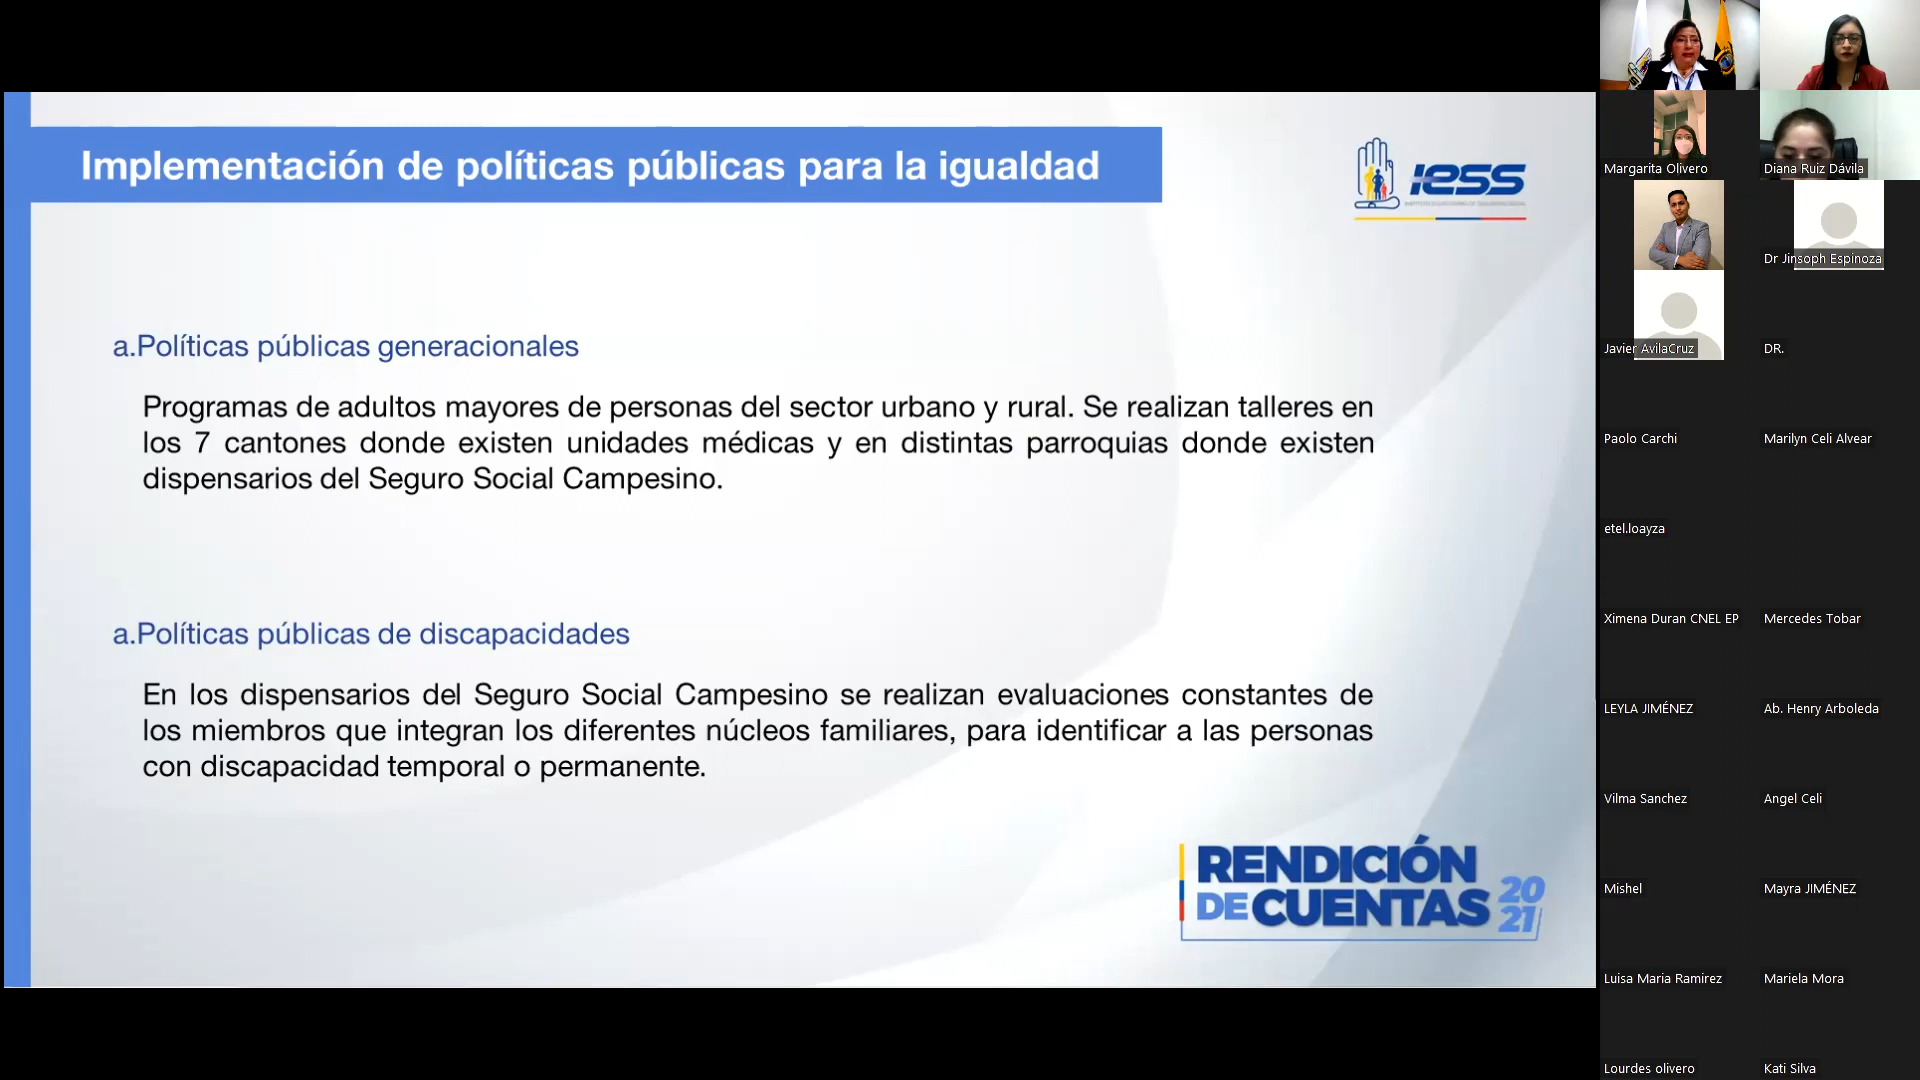 Implementación de políticas públicas para la igualdad
IESS
a.Políticas públicas generacionales
Programas de adultos mayores de personas del sector urbano y rural. Se realizan talleres en
los 7 cantones donde existen unidades médicas y en distintas parroquias donde existen
dispensarios del Seguro Social Campesino.
a.Políticas públicas de discapacidades
En los dispensarios del Seguro Social Campesino se realizan evaluaciones constantes de
los miembros que integran los diferentes núcleos familiares, para identificar a las personas
con discapacidad temporal o permanente.
RENDICIÓN
DE CUENTAS 2021
Margarita Olivero
Diana Ruiz Dávila
Dr Jinsoph Espinoza
Javier AvilaCruz
DR.
Paolo Carchi
Marilyn Celi Alvear
etel.loayza
Ximena Duran CNEL EP
Mercedes Tobar
LEYLA JIMÉNEZ
Ab. Henry Arboleda
Vilma Sanchez
Angel Celi
Mishel
Mayra JIMÉNEZ
Luisa Maria Ramirez
Mariela Mora
Lourdes olivero
Kati Silva